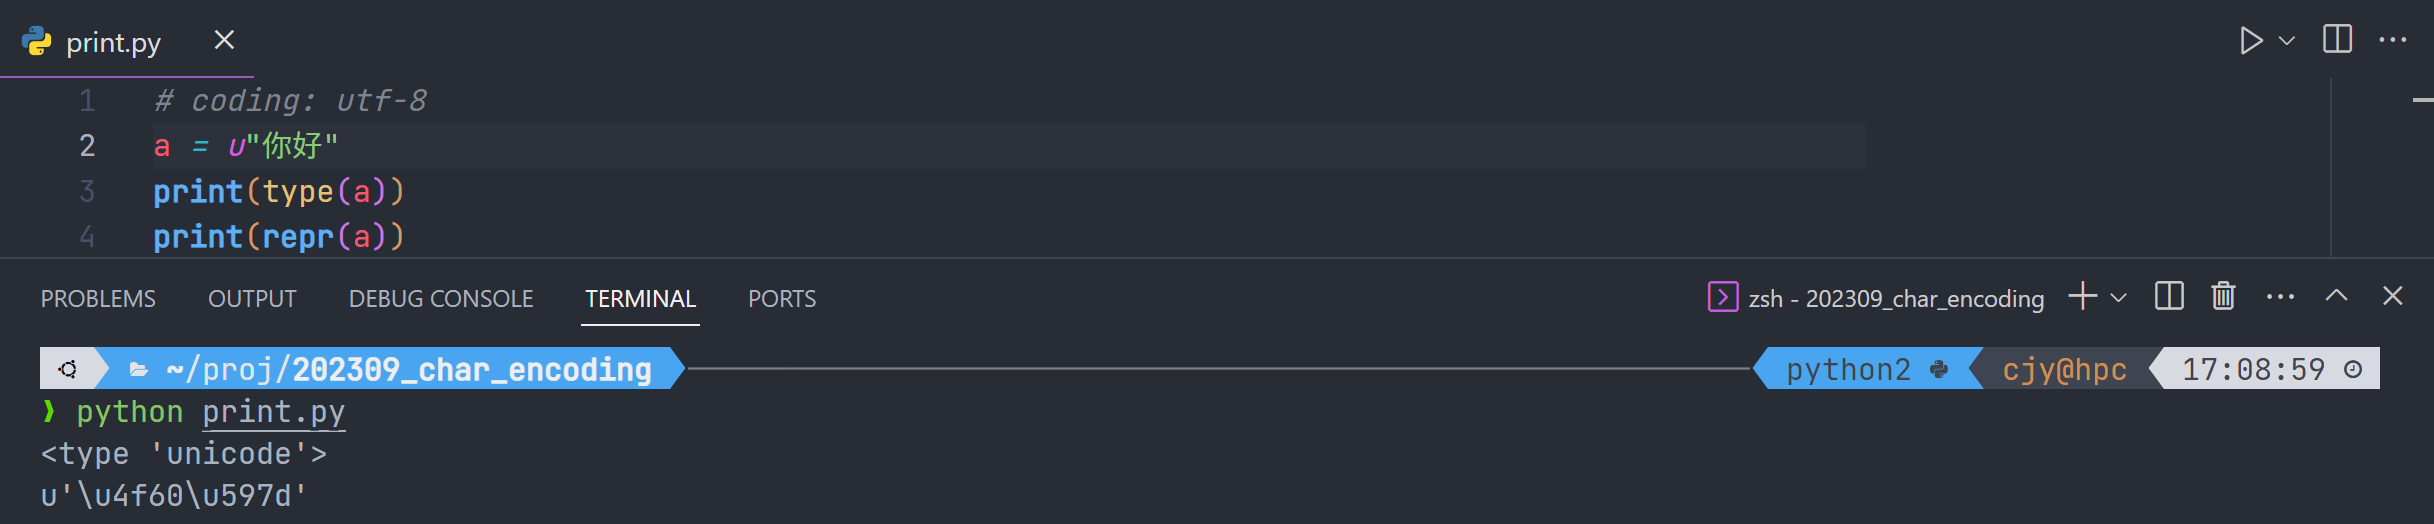 print.py
1 # coding: utf-8
2 a = u"你好"
3 print(type(a))
4 print(repr(a))
PROBLEMS OUTPUT DEBUG CONSOLE TERMINAL PORTS zsh - 202309_char_encoding
~/proj/202309_char_encoding python2 cjy@hpc 17:08:59
❯ python print.py
<type 'unicode'>
u'\u4f60\u597d'